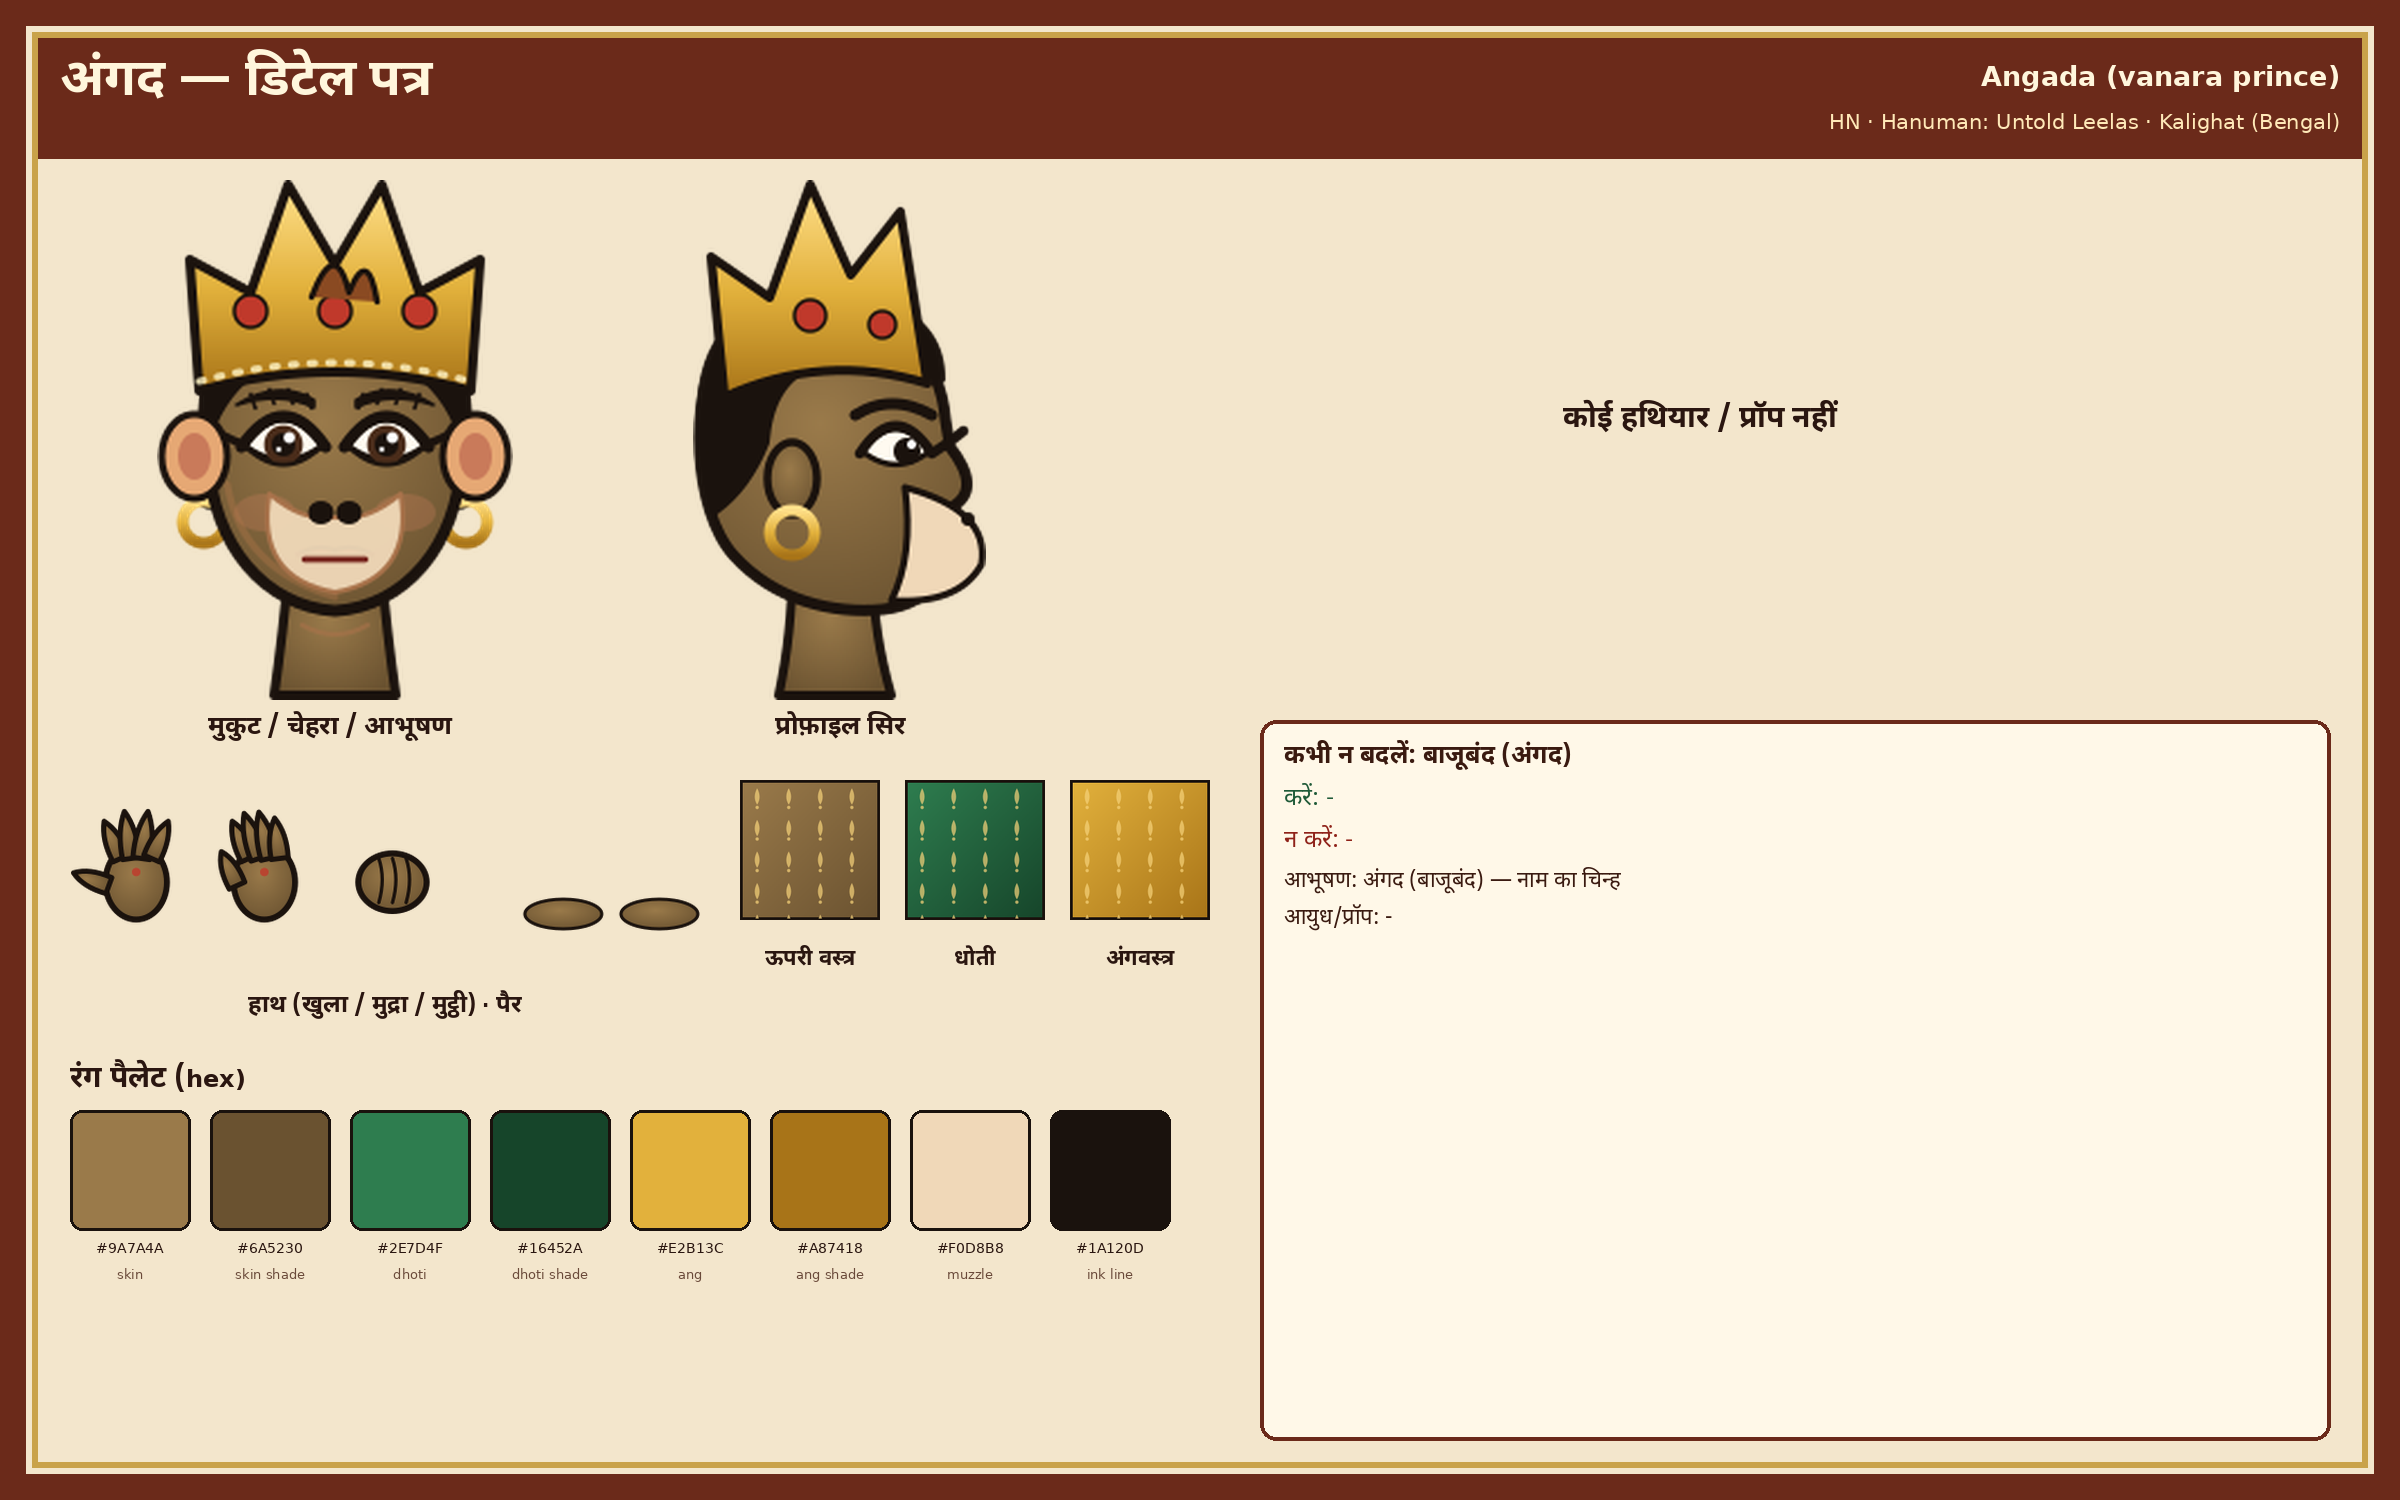 अंगद — डिटेल पत्र
Angada (vanara prince)
HN · Hanuman: Untold Leelas · Kalighat (Bengal)
कोई हथियार / प्रॉप नहीं
मुकुट / चेहरा / आभूषण
प्रोफ़ाइल सिर
कभी न बदलें: बाजूबंद (अंगद)
करें: -
न करें: -
आभूषण: अंगद (बाजूबंद) — नाम का चिन्ह
आयुध/प्रॉप: -
ऊपरी वस्त्र
धोती
अंगवस्त्र
हाथ (खुला / मुद्रा / मुट्ठी) · पैर
रंग पैलेट (hex)
#9A7A4A
#6A5230
#2E7D4F
#16452A
#E2B13C
#A87418
#F0D8B8
#1A120D
skin
skin shade
dhoti
dhoti shade
ang
ang shade
muzzle
ink line